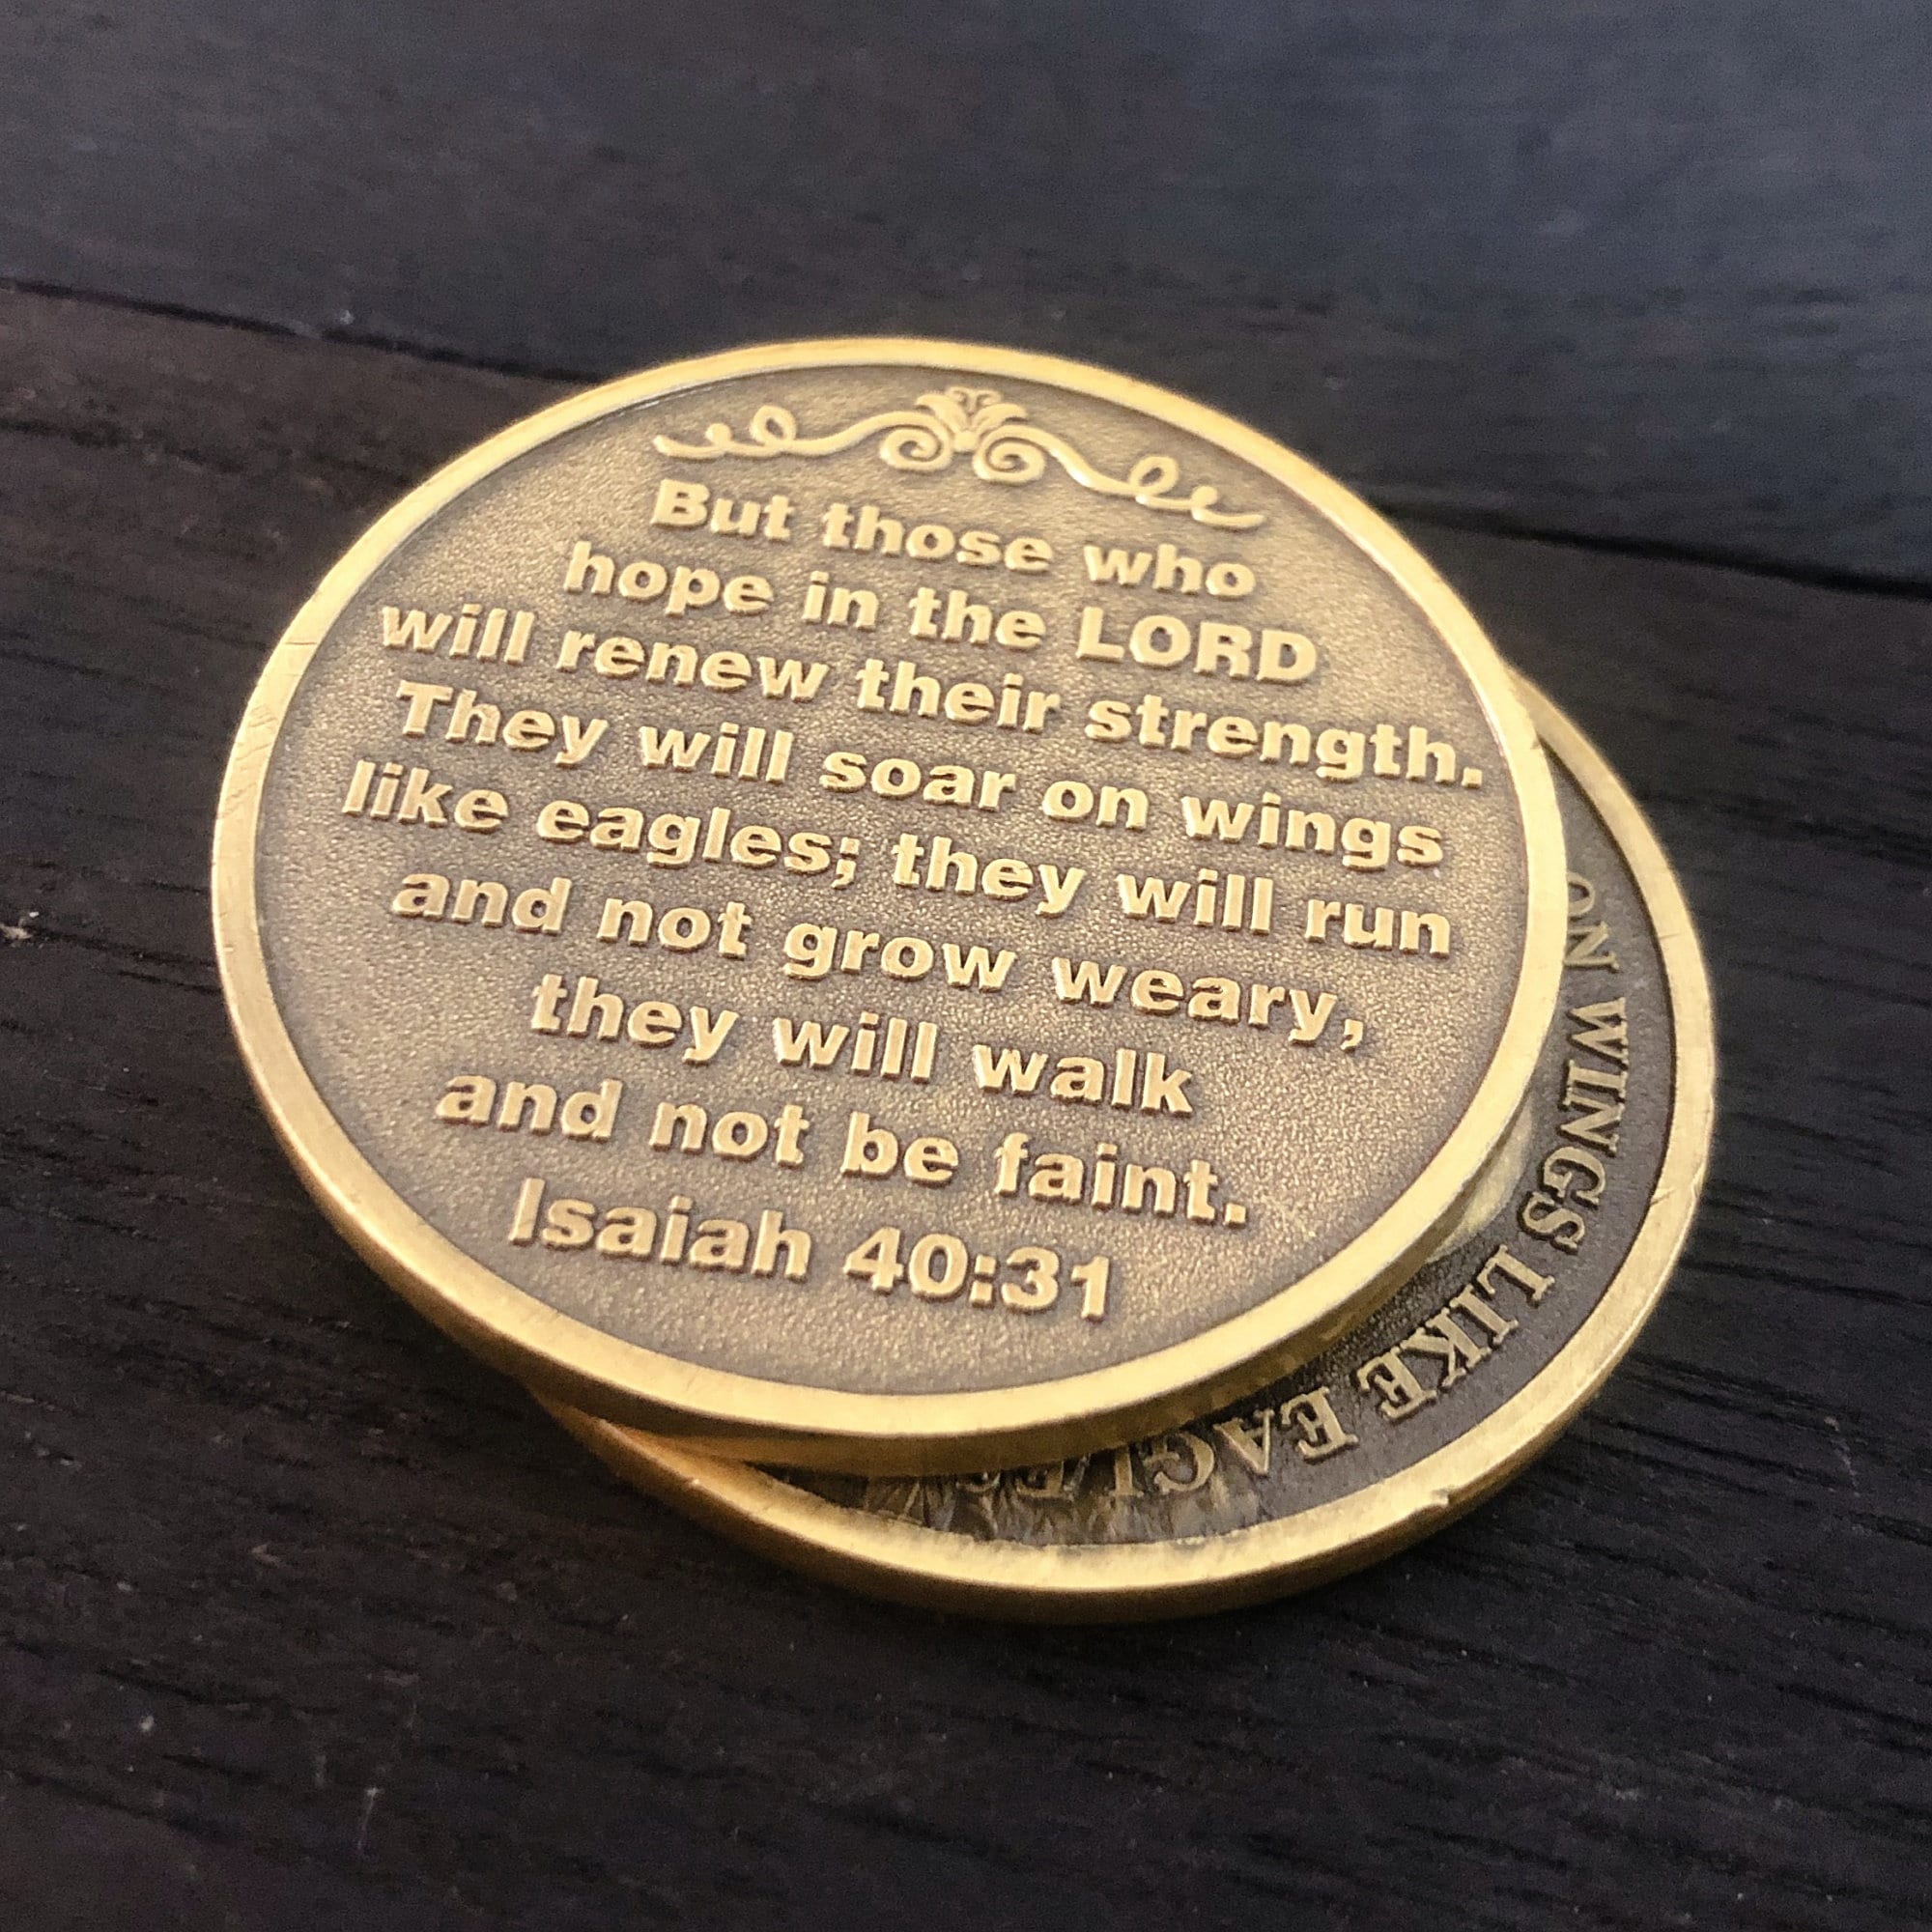 But those who
hope in the LORD
will renew their strength.
They will soar on wings
like eagles; they will run
and not grow weary,
they will walk
and not be faint.
Isaiah 40:31
ON WINGS LIKE EAGLES